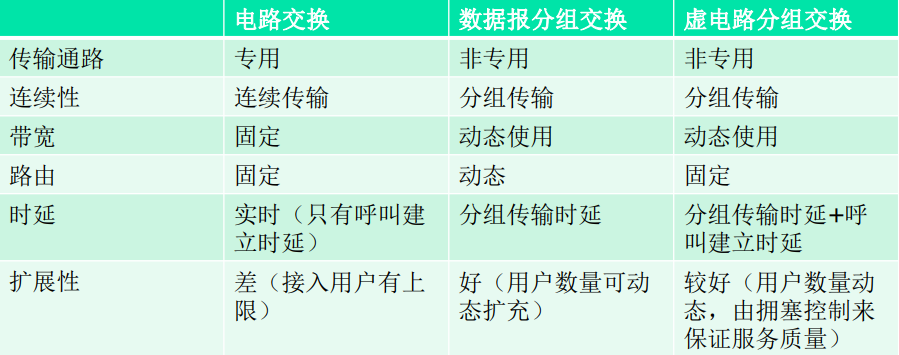 电路交换 数据报分组交换 虚电路分组交换
传输通路 专用 非专用 非专用
连续性 连续传输 分组传输 分组传输
带宽 固定 动态使用 动态使用
路由 固定 动态 固定
时延 实时（只有呼叫建立时延） 分组传输时延 分组传输时延+呼叫建立时延
扩展性 差（接入用户有上限） 好（用户数量可动态扩充） 较好（用户数量动态，由拥塞控制来保证服务质量）